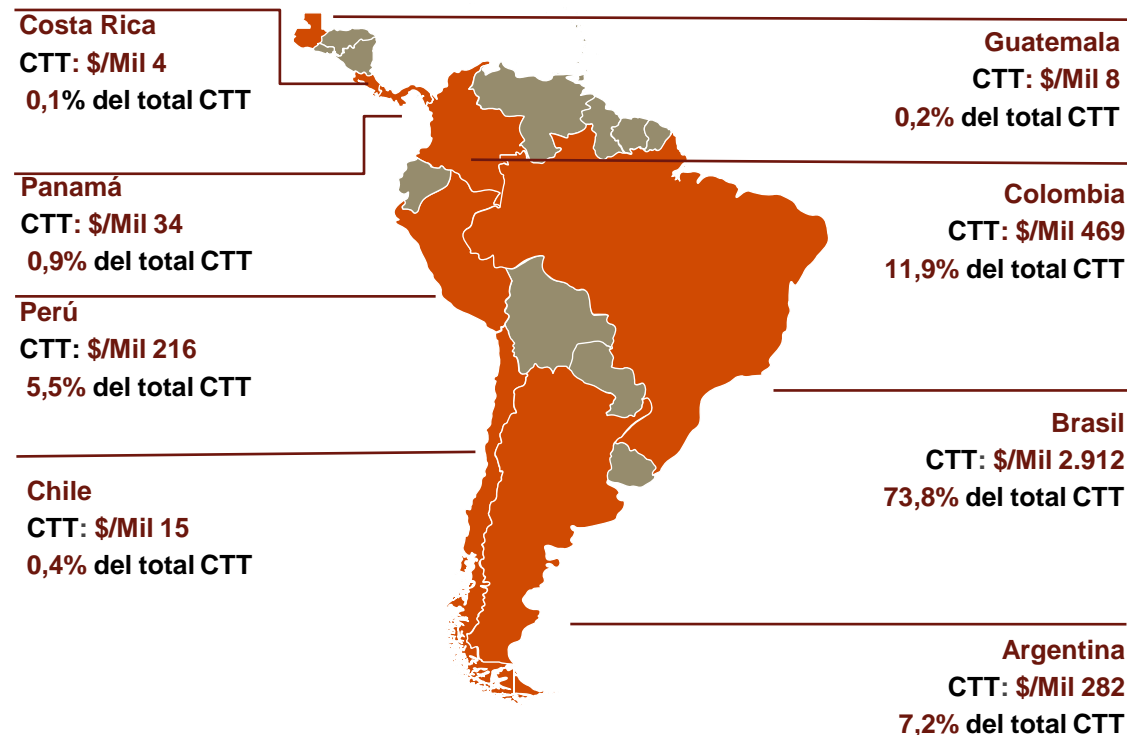 Costa Rica
CTT: $/Mil 4
0,1% del total CTT
Panamá
CTT: $/Mil 34
0,9% del total CTT
Perú
CTT: $/Mil 216
5,5% del total CTT
Chile
CTT: $/Mil 15
0,4% del total CTT
Guatemala
CTT: $/Mil 8
0,2% del total CTT
Colombia
CTT: $/Mil 469
11,9% del total CTT
Brasil
CTT: $/Mil 2.912
73,8% del total CTT
Argentina
CTT: $/Mil 282
7,2% del total CTT